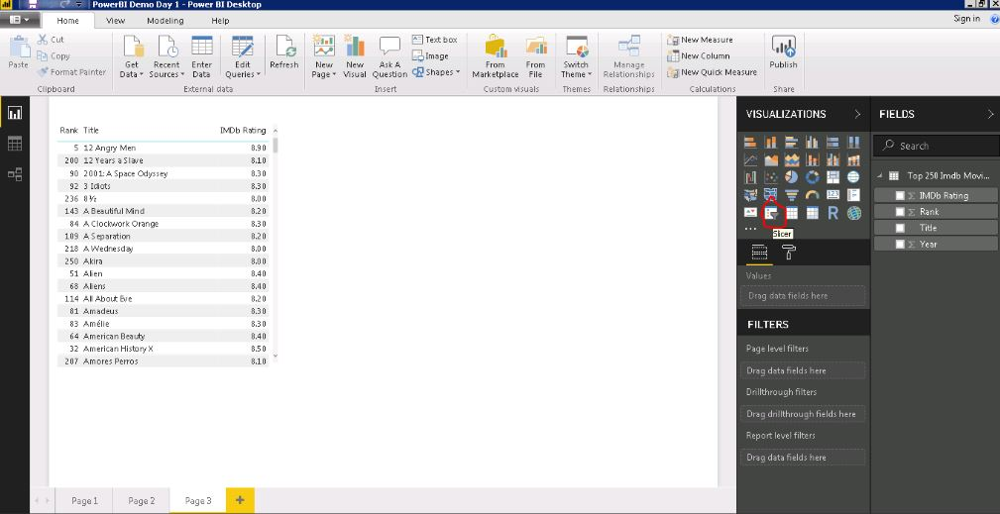 PowerBI Demo Day 1 - Power BI Desktop
Home View Modeling Help
Sign in
Paste
Cut
Copy
Format Painter
Clipboard
Get Data
Recent Sources
Enter Data
Edit Queries
Refresh
External data
New Page
New Visual
Ask A Question
Text box
Image
Shapes
Insert
From Marketplace
From File
Custom visuals
Switch Theme
Themes
Manage Relationships
Relationships
New Measure
New Column
New Quick Measure
Calculations
Publish
Share
Rank Title IMDb Rating
5 12 Angry Men 8.90
200 12 Years a Slave 8.10
90 2001: A Space Odyssey 8.30
92 3 Idiots 8.30
236 8½ 8.00
143 A Beautiful Mind 8.20
84 A Clockwork Orange 8.30
109 A Separation 8.20
218 A Wednesday 8.00
250 Akira 8.00
51 Alien 8.40
68 Aliens 8.40
114 All About Eve 8.20
81 Amadeus 8.30
83 Amélie 8.30
64 American Beauty 8.40
32 American History X 8.50
207 Amores Perros 8.10
VISUALIZATIONS
123
R
Slicer
Values
Drag data fields here
FILTERS
Page level filters
Drag data fields here
Drillthrough filters
Drag drillthrough fields here
Report level filters
Drag data fields here
FIELDS
Search
Top 250 Imdb Movi...
Σ IMDb Rating
Σ Rank
Title
Σ Year
Page 1 Page 2 Page 3 +